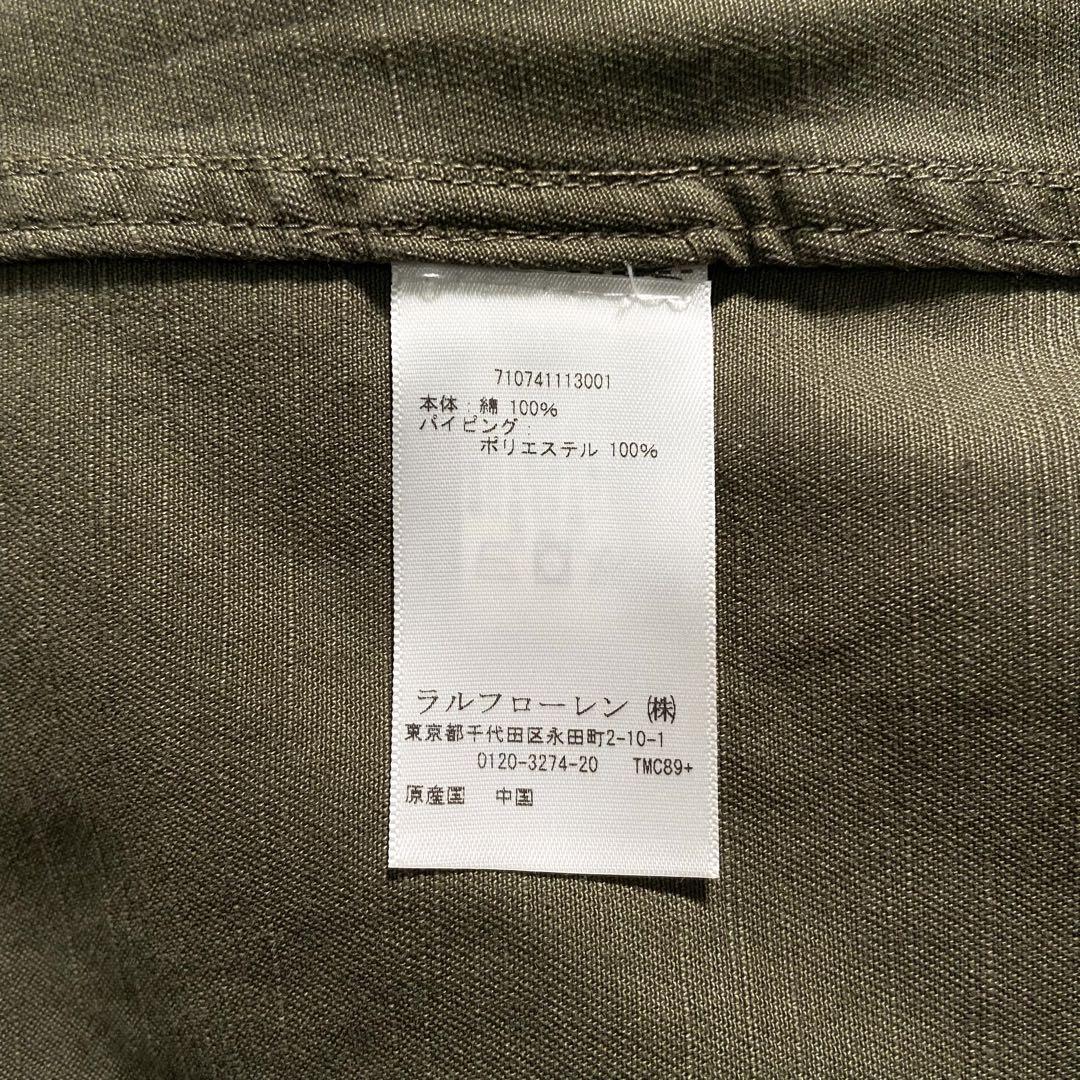 710741113001
本体:綿 100%
パイピング:
ポリエステル 100%
ラルフローレン ㈱
東京都千代田区永田町2-10-1
0120-3274-20 TMC89+
原産国 中国